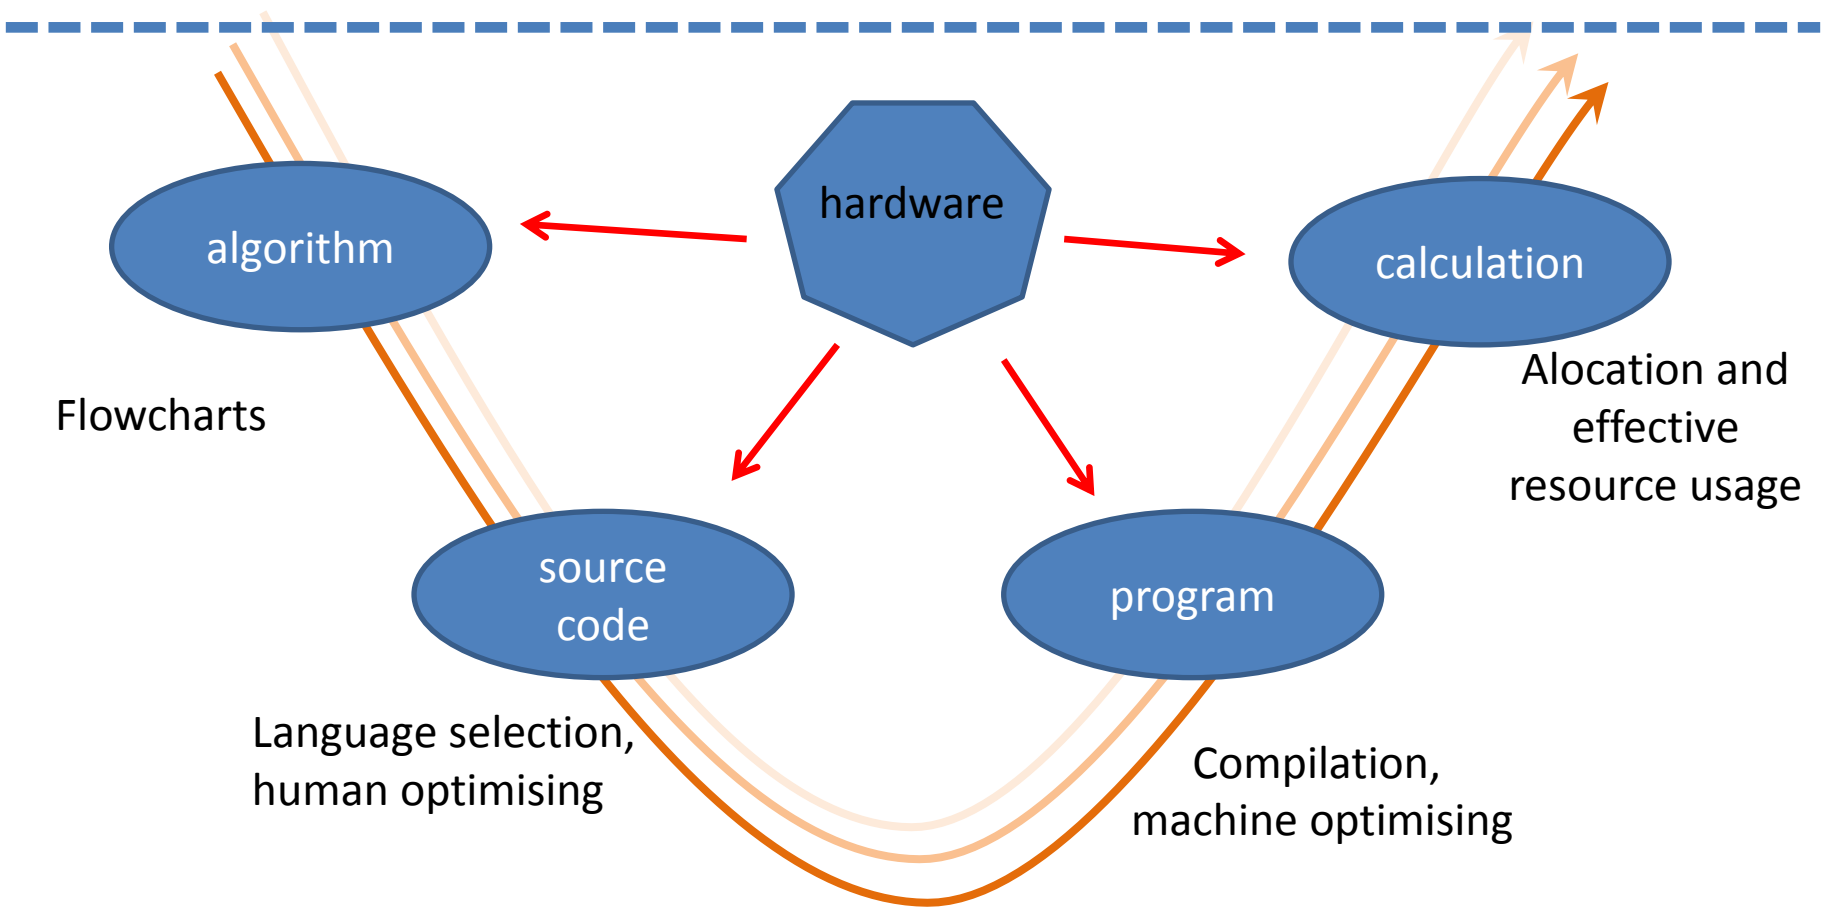 hardware
algorithm
calculation
Flowcharts
Alocation and
effective
resource usage
source
code
program
Language selection,
human optimising
Compilation,
machine optimising